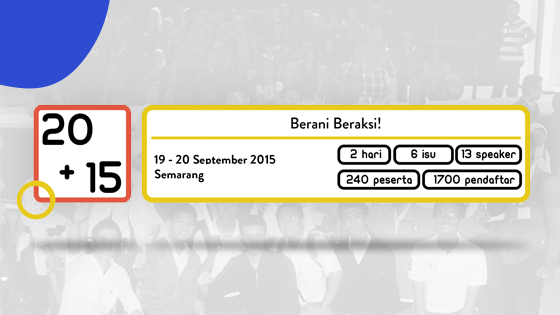 20
+ 15
Berani Beraksi!
19 - 20 September 2015
Semarang
2 hari
6 isu
13 speaker
240 peserta
1700 pendaftar